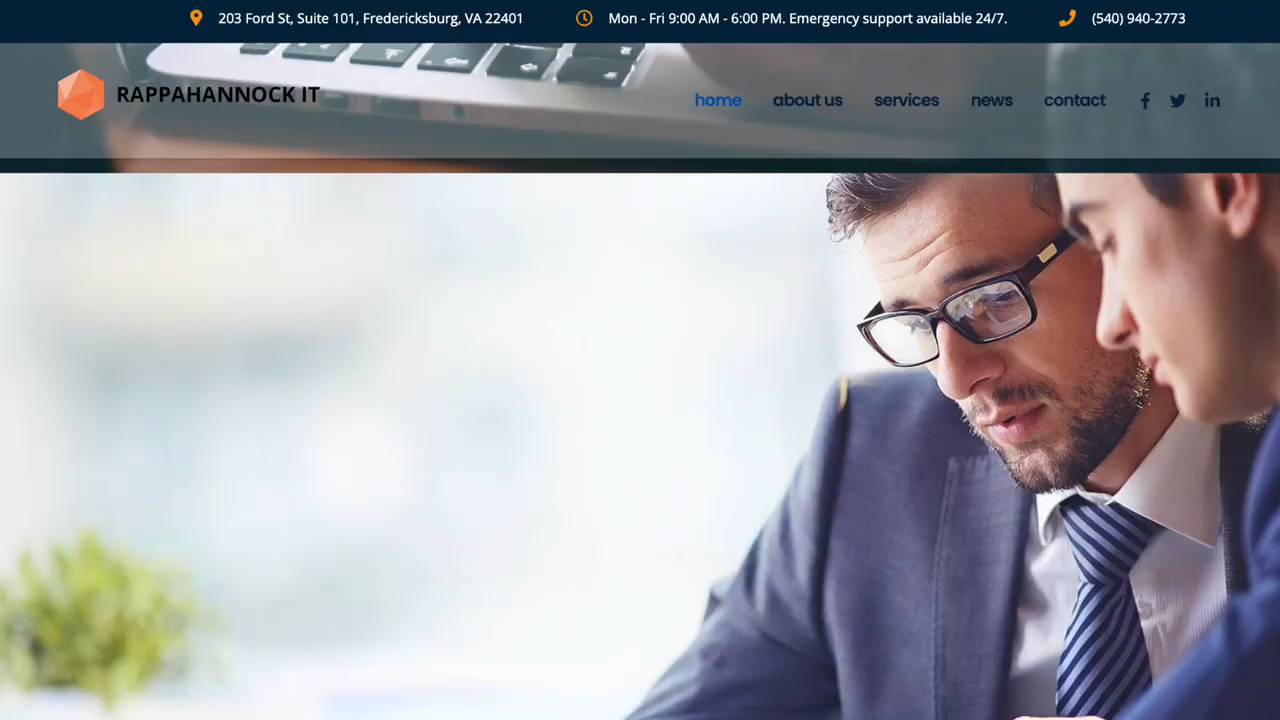 203 Ford St, Suite 101, Fredericksburg, VA 22401
Mon - Fri 9:00 AM - 6:00 PM. Emergency support available 24/7.
(540) 940-2773
RAPPAHANNOCK IT
home
about us
services
news
contact